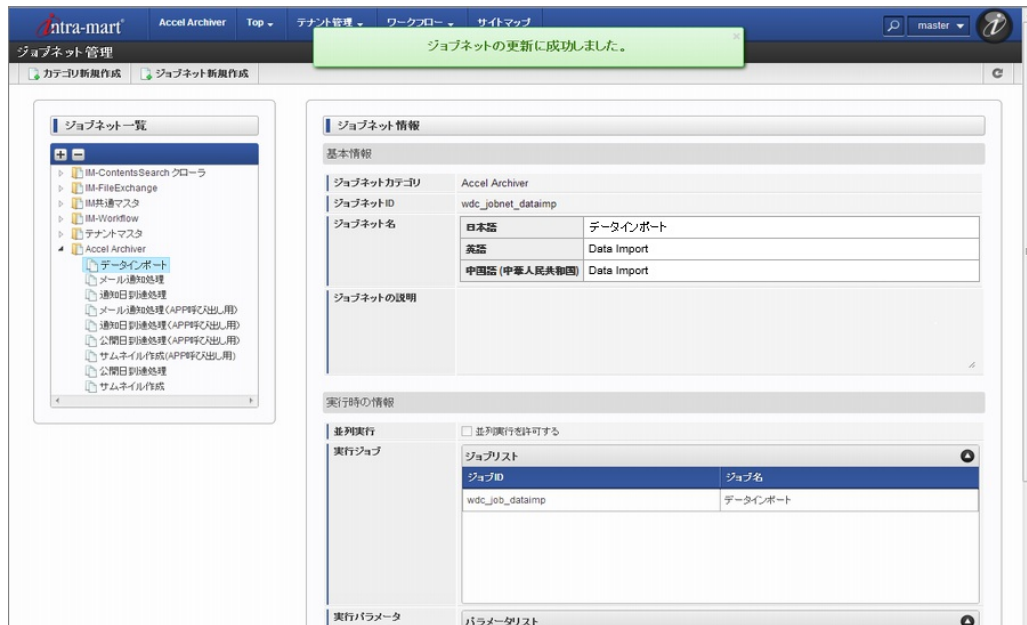 intra-mart Accel Archiver Top テナント管理 ワークフロー サイトマップ master
ジョブネットの更新に成功しました。 ×
ジョブネット管理
カテゴリ新規作成 ジョブネット新規作成
ジョブネット一覧
IM-ContentsSearch クローラ
IM-FileExchange
IM共通マスタ
IM-Workflow
テナントマスタ
Accel Archiver
データインポート
メール通知処理
通知日到達処理
メール通知処理(APP呼び出し用)
通知日到達処理(APP呼び出し用)
公開日到達処理(APP呼び出し用)
サムネイル作成(APP呼び出し用)
公開日到達処理
サムネイル作成
ジョブネット情報
基本情報
ジョブネットカテゴリ Accel Archiver
ジョブネットID wdc_jobnet_dataimp
ジョブネット名 日本語 データインポート
英語 Data Import
中国語 (中華人民共和国) Data Import
ジョブネットの説明
実行時の情報
並列実行 並列実行を許可する
実行ジョブ ジョブリスト
ジョブID ジョブ名
wdc_job_dataimp データインポート
実行パラメータ パラメータリスト